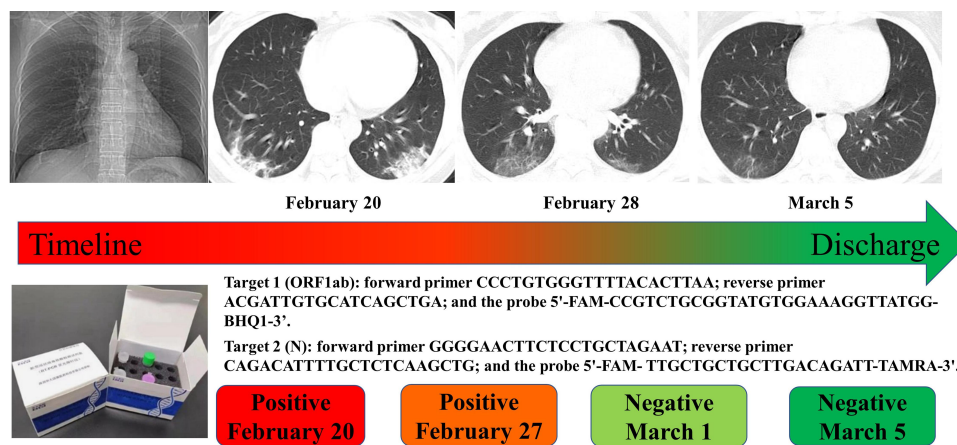 February 20
February 28
March 5
Timeline
Discharge
Target 1 (ORF1ab): forward primer CCCTGTGGGTTTTACACTTAA; reverse primer
ACGATTGTGCATCAGCTGA; and the probe 5'-FAM-CCGTCTGCGGTATGTGGAAAGGTTATGG-
BHQ1-3’.
Target 2 (N): forward primer GGGGAACTTCTCCTGCTAGAAT; reverse primer
CAGACATTTTGCTCTCAAGCTG; and the probe 5'-FAM- TTGCTGCTGCTTGACAGATT-TAMRA-3'.
Positive
February 20
Positive
February 27
Negative
March 1
Negative
March 5